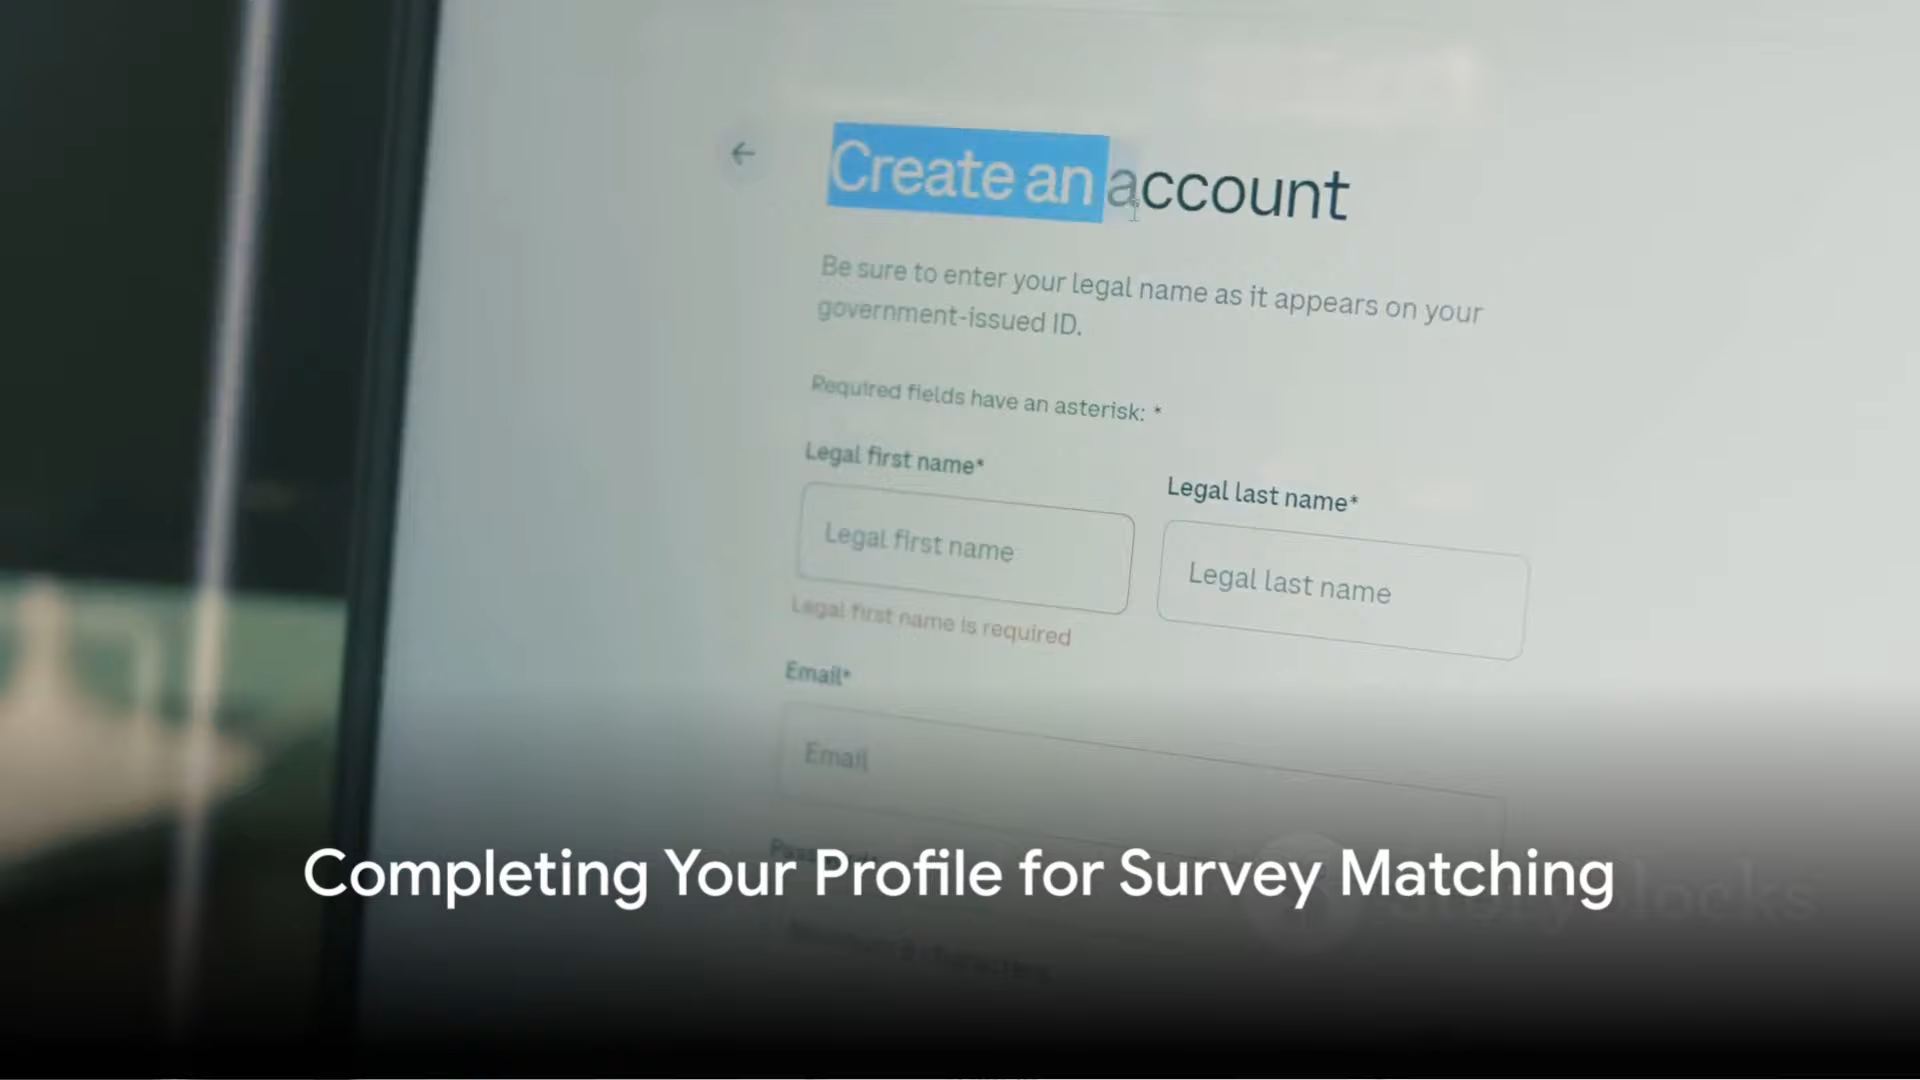 Create an account
Be sure to enter your legal name as it appears on your
government-issued ID.
Required fields have an asterisk: *
Legal first name*
Legal last name*
Legal first name
Legal last name
Legal first name is required
Email*
Email
Completing Your Profile for Survey Matching